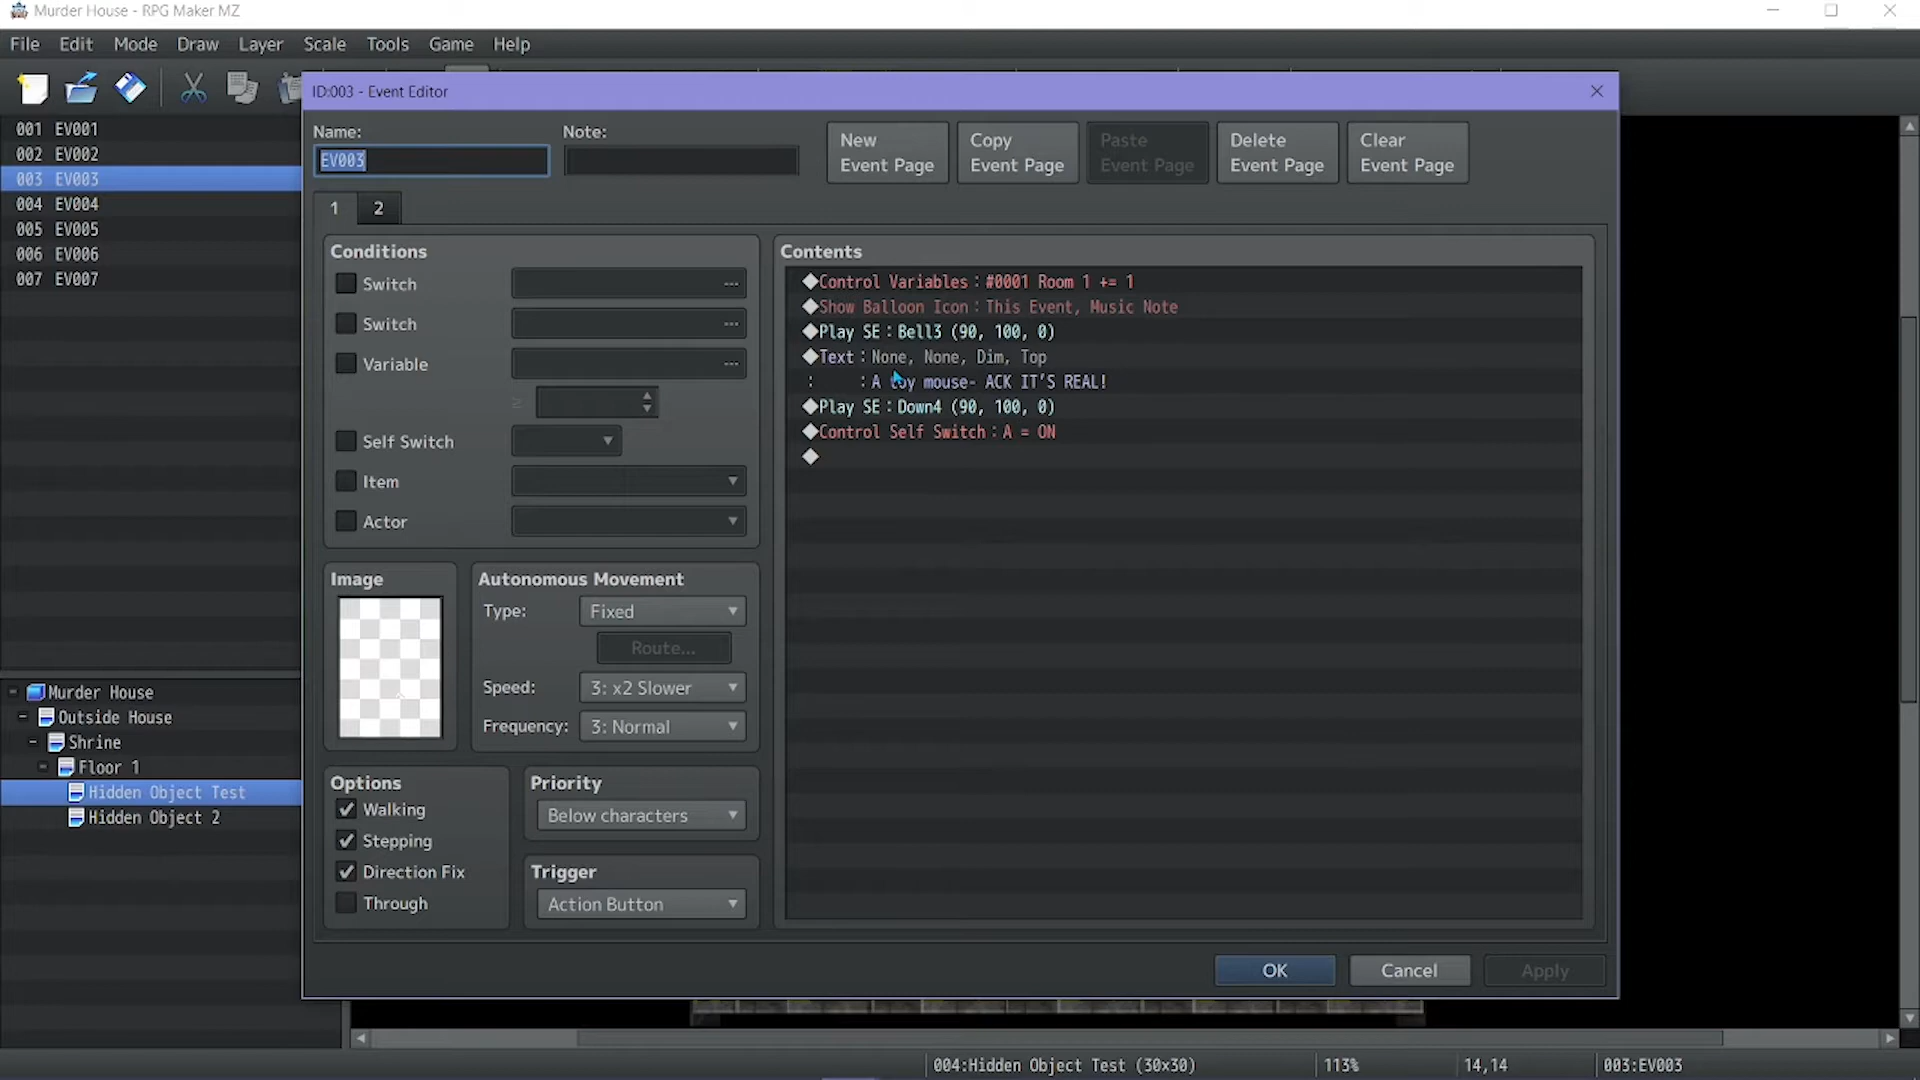 Murder House - RPG Maker MZ
File Edit Mode Draw Layer Scale Tools Game Help
ID:003 - Event Editor
001 EV001
002 EV002
003 EV003
004 EV004
005 EV005
006 EV006
007 EV007
Name:
EV003
Note:
New
Event Page
Copy
Event Page
Paste
Event Page
Delete
Event Page
Clear
Event Page
1 2
Conditions
Switch ...
Switch ...
Variable ...
≥
Self Switch
Item
Actor
Image
Autonomous Movement
Type: Fixed
Route...
Speed: 3: x2 Slower
Frequency: 3: Normal
Options
Walking
Stepping
Direction Fix
Through
Priority
Below characters
Trigger
Action Button
Contents
◆Control Variables : #0001 Room 1 += 1
◆Show Balloon Icon : This Event, Music Note
◆Play SE : Bell3 (90, 100, 0)
◆Text : None, None, Dim, Top
: : A toy mouse- ACK IT'S REAL!
◆Play SE : Down4 (90, 100, 0)
◆Control Self Switch : A = ON
◆
OK Cancel Apply
Murder House
Outside House
Shrine
Floor 1
Hidden Object Test
Hidden Object 2
004:Hidden Object Test (30x30) 113% 14,14 003:EV003